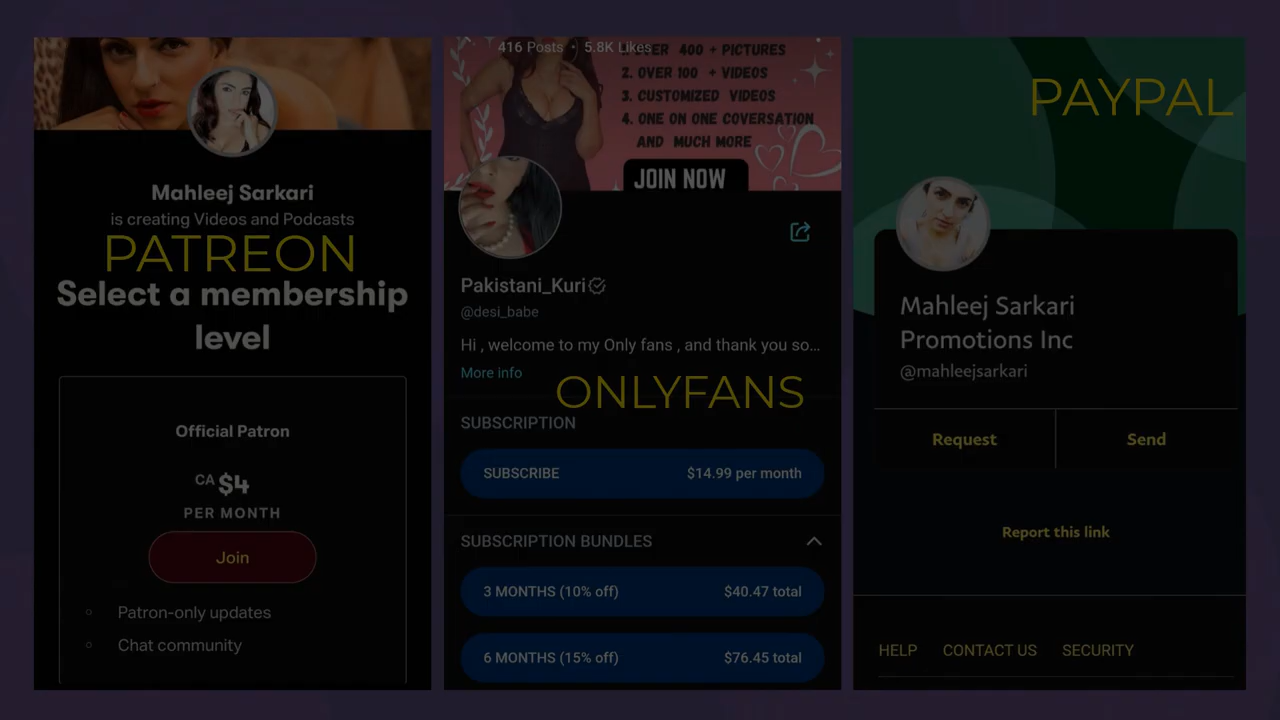 Mahleej Sarkari
is creating Videos and Podcasts
PATREON
Select a membership
level
Official Patron
CA $4
PER MONTH
Join
Patron-only updates
Chat community
416 Posts • 5.8K Likes
400 + PICTURES
2. OVER 100 + VIDEOS
3. CUSTOMIZED VIDEOS
4. ONE ON ONE COVERSATION
AND MUCH MORE
JOIN NOW
Pakistani_Kuri
@desi_babe
Hi , welcome to my Only fans , and thank you so...
More info
ONLYFANS
SUBSCRIPTION
SUBSCRIBE $14.99 per month
SUBSCRIPTION BUNDLES
3 MONTHS (10% off) $40.47 total
6 MONTHS (15% off) $76.45 total
PAYPAL
Mahleej Sarkari
Promotions Inc
@mahleejsarkari
Request Send
Report this link
HELP CONTACT US SECURITY